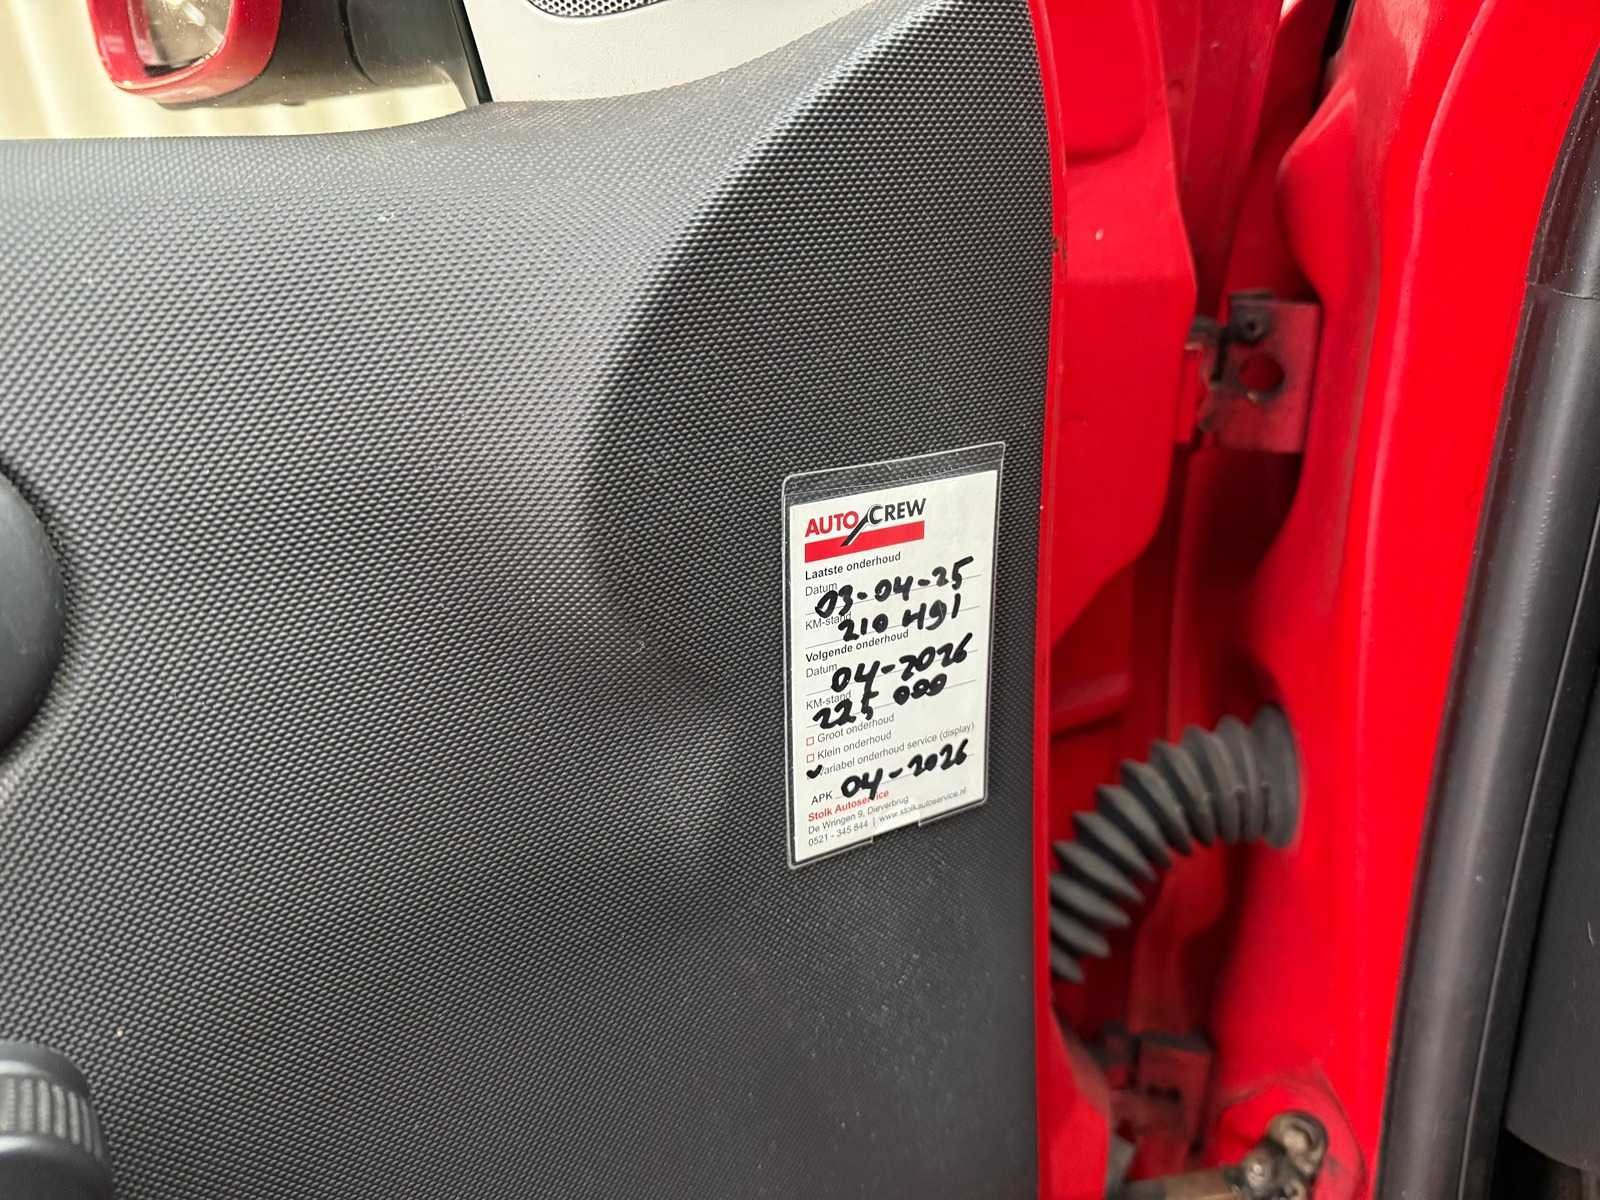 AUTO CREW
Laatste onderhoud
Datum 03-04-25
KM-stand 210 491
Volgende onderhoud
Datum 04-2026
KM-stand 225 000
Groot onderhoud
Klein onderhoud
Variabel onderhoud service (display)
APK 04-2026
Stolk Autoservice
De Wringen 9, Dieverbrug
0521 - 345 844 | www.stolkautoservice.nl